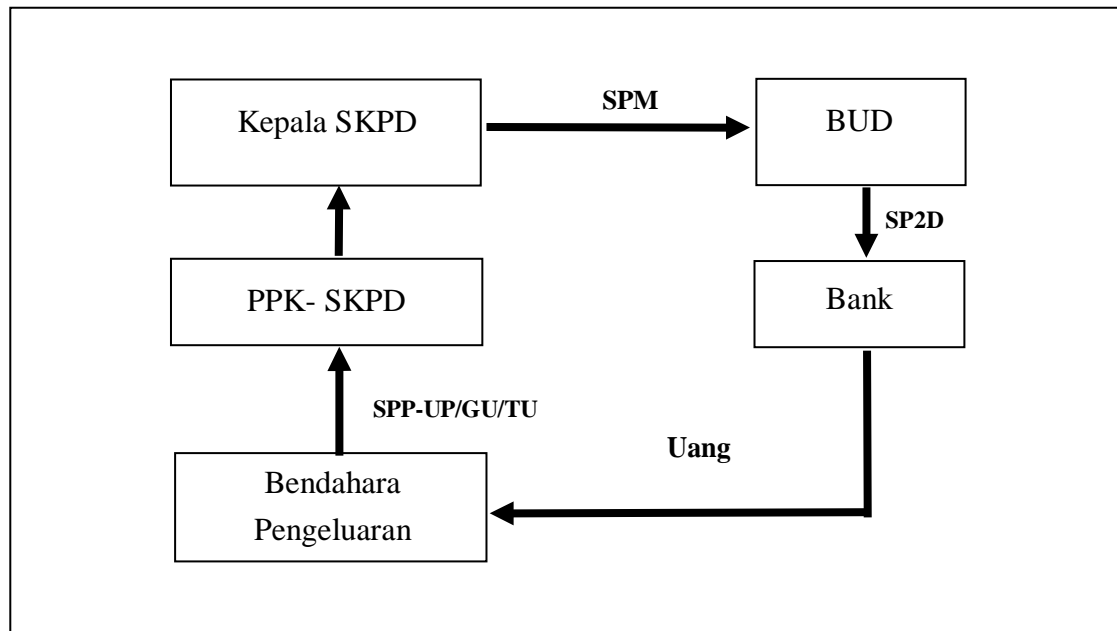 Kepala SKPD
SPM
BUD
SP2D
PPK- SKPD
Bank
SPP-UP/GU/TU
Uang
Bendahara
Pengeluaran